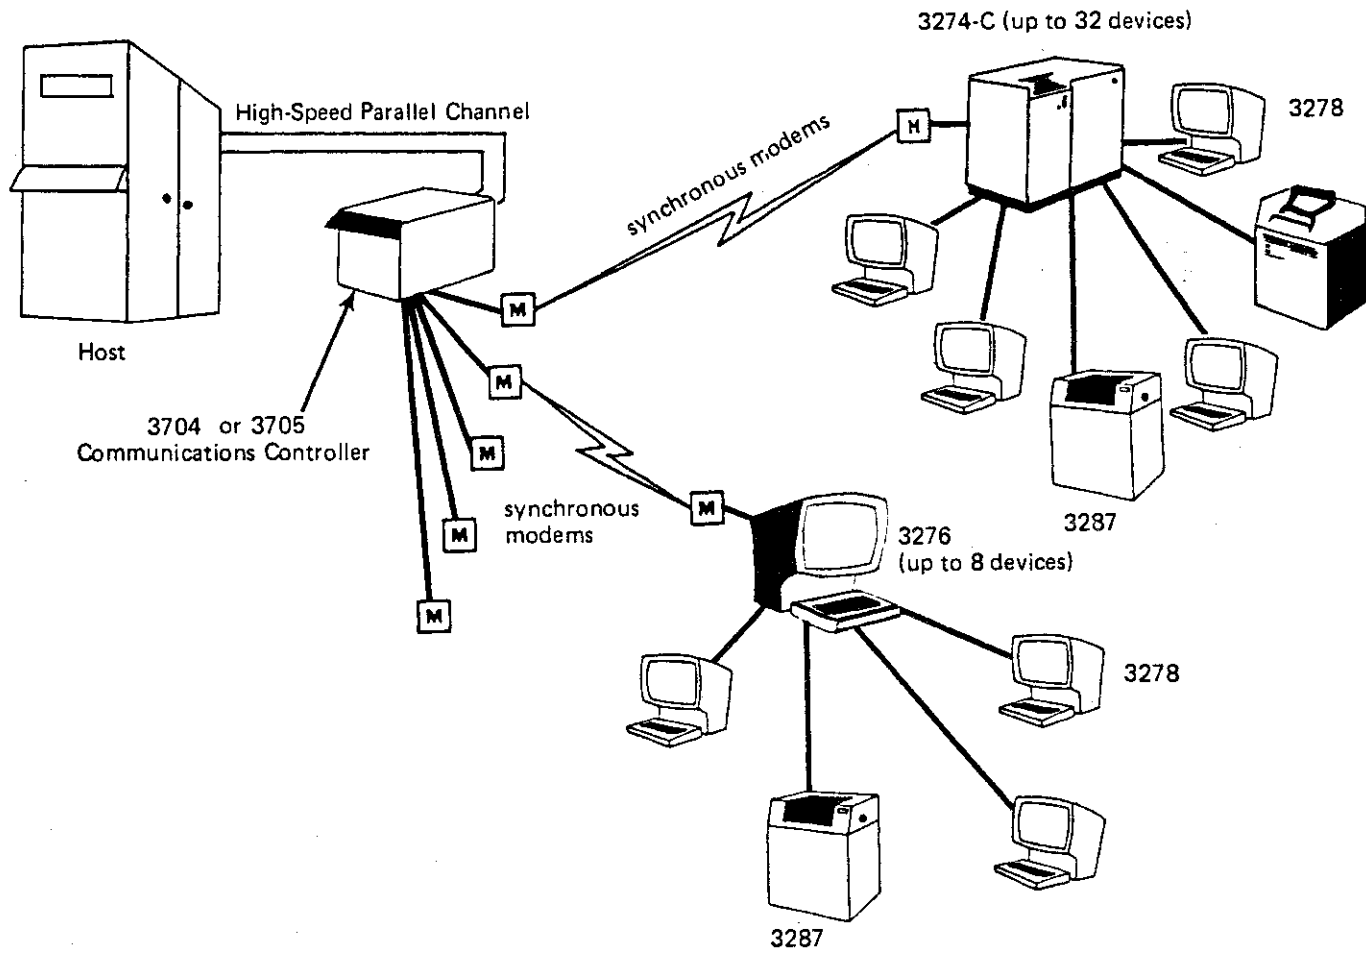 3274-C (up to 32 devices)
High-Speed Parallel Channel
3278
synchronous modems
M
M
M
M
M
M
M
Host
3704 or 3705
Communications Controller
synchronous
modems
3287
3276
(up to 8 devices)
3278
3287